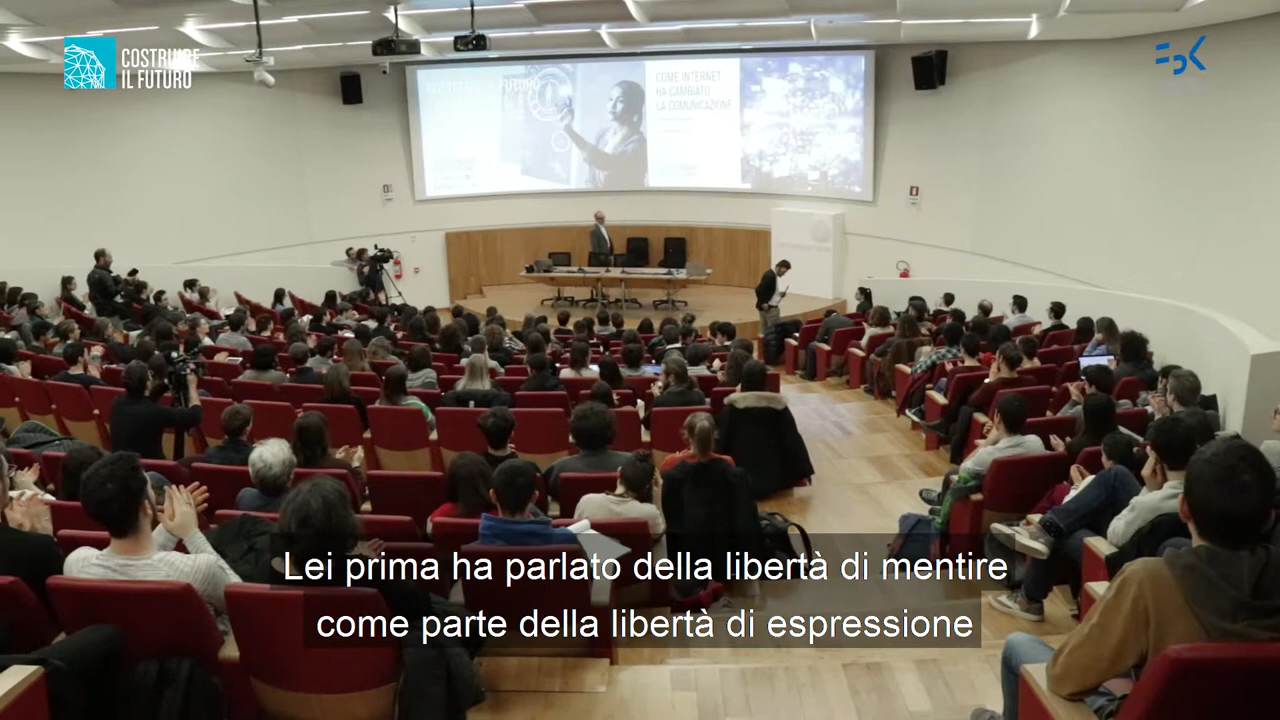 COSTRUIRE
IL FUTURO
FUTURO
COME INTERNET
HA CAMBIATO
LA COMUNICAZIONE
Lei prima ha parlato della libertà di mentire
come parte della libertà di espressione